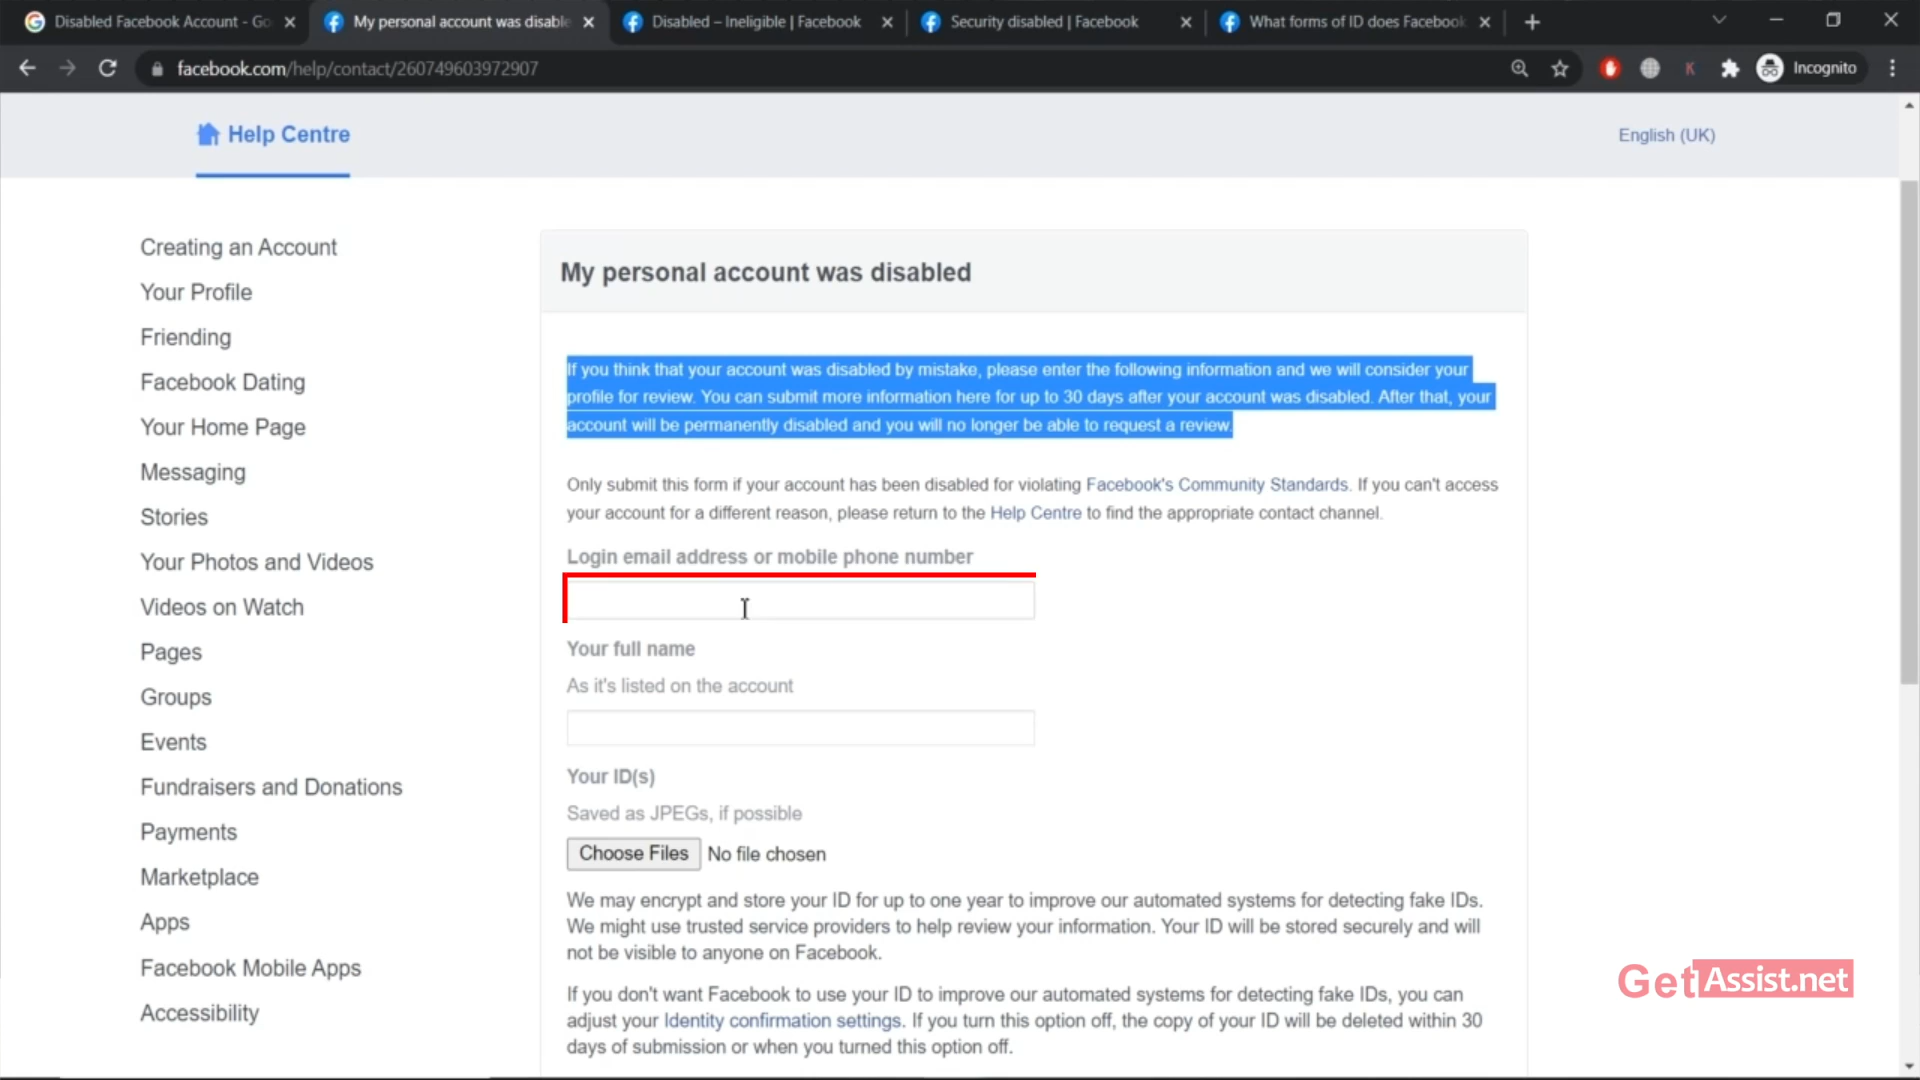 Disabled Facebook Account - Go
My personal account was disable
Disabled – Ineligible | Facebook
Security disabled | Facebook
What forms of ID does Facebook
facebook.com/help/contact/260749603972907
K
Incognito
Help Centre
English (UK)
Creating an Account
Your Profile
Friending
Facebook Dating
Your Home Page
Messaging
Stories
Your Photos and Videos
Videos on Watch
Pages
Groups
Events
Fundraisers and Donations
Payments
Marketplace
Apps
Facebook Mobile Apps
Accessibility
My personal account was disabled
If you think that your account was disabled by mistake, please enter the following information and we will consider your
profile for review. You can submit more information here for up to 30 days after your account was disabled. After that, your
account will be permanently disabled and you will no longer be able to request a review.
Only submit this form if your account has been disabled for violating Facebook's Community Standards. If you can't access
your account for a different reason, please return to the Help Centre to find the appropriate contact channel.
Login email address or mobile phone number
Your full name
As it's listed on the account
Your ID(s)
Saved as JPEGs, if possible
Choose Files No file chosen
We may encrypt and store your ID for up to one year to improve our automated systems for detecting fake IDs.
We might use trusted service providers to help review your information. Your ID will be stored securely and will
not be visible to anyone on Facebook.
If you don't want Facebook to use your ID to improve our automated systems for detecting fake IDs, you can
adjust your Identity confirmation settings. If you turn this option off, the copy of your ID will be deleted within 30
days of submission or when you turned this option off.
GetAssist.net